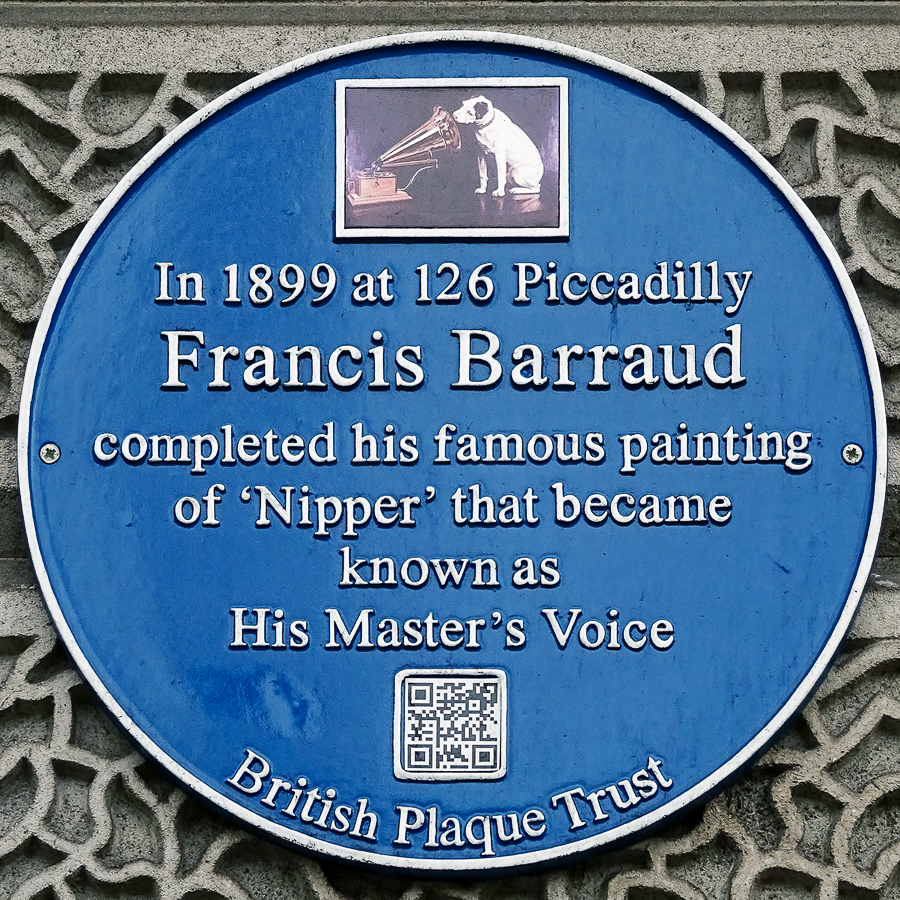 In 1899 at 126 Piccadilly
Francis Barraud
completed his famous painting
of ‘Nipper’ that became
known as
His Master’s Voice
British Plaque Trust